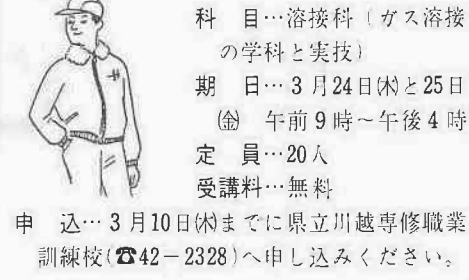 科　目…溶接科（ガス溶接
の学科と実技）
期　日…３月24日㈭と25日
㈮　午前９時～午後４時
定　員…20人
受講料…無料
申　込…３月10日㈭までに県立川越専修職業
訓練校(☎42－2328)へ申し込みください。